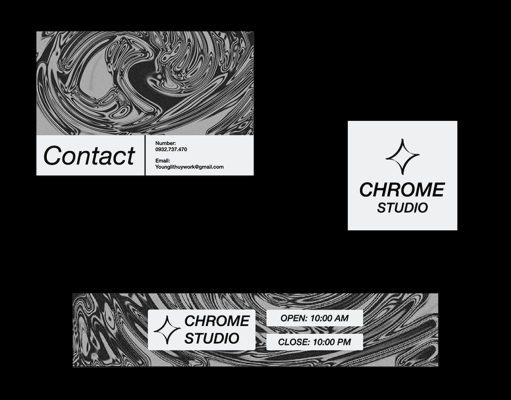 Contact
Number:
0932.737.470
Email:
Younglithuywork@gmail.com
CHROME
STUDIO
CHROME
STUDIO
OPEN: 10:00 AM
CLOSE: 10:00 PM